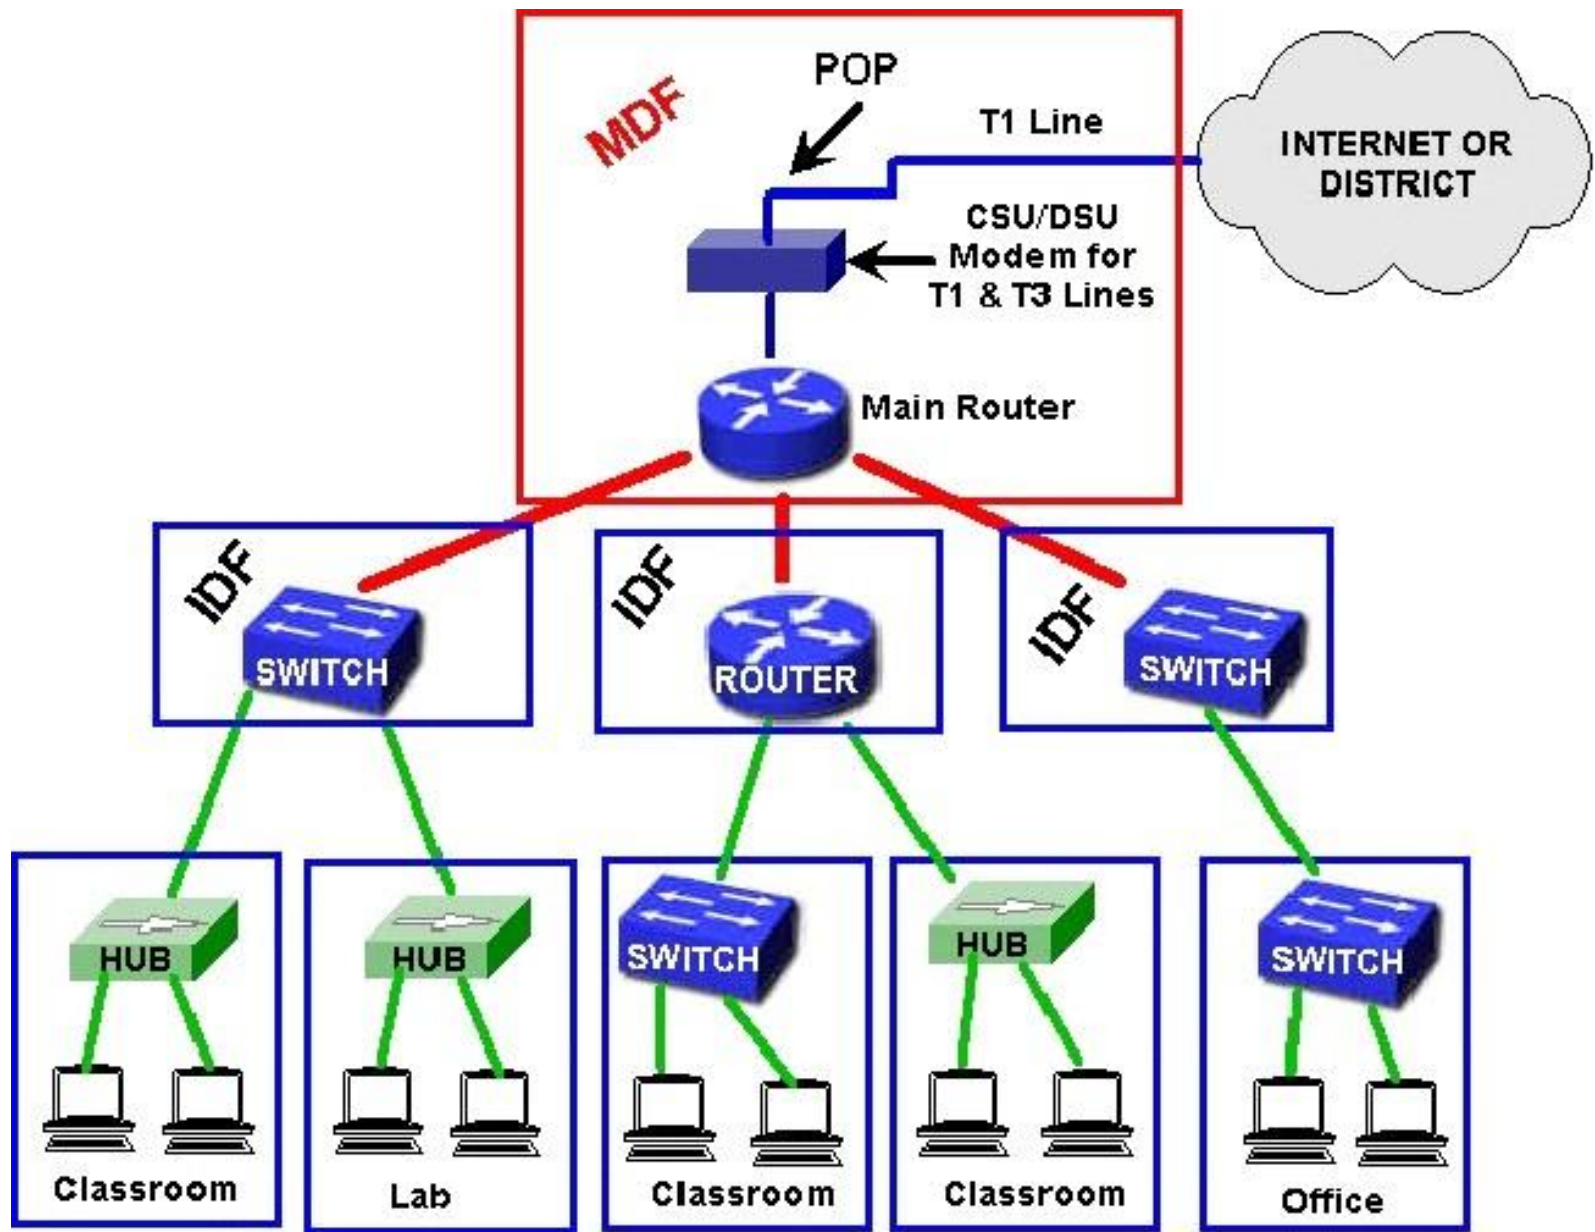 POP
MDF
T1 Line
INTERNET OR
DISTRICT
CSU/DSU
Modem for
T1 & T3 Lines
Main Router
IDF
IDF
IDF
SWITCH
ROUTER
SWITCH
HUB
HUB
SWITCH
HUB
SWITCH
Classroom
Lab
Classroom
Classroom
Office